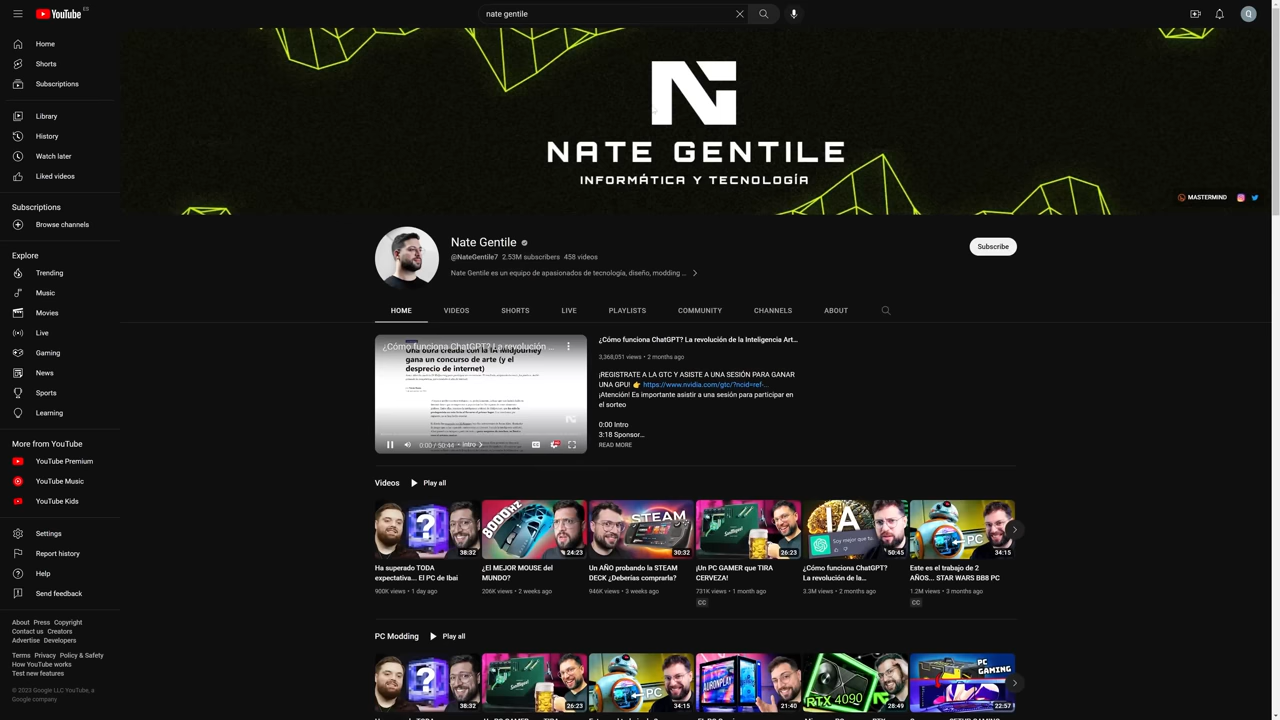 YouTube ES
nate gentile
Q
Home
Shorts
Subscriptions
Library
History
Watch later
Liked videos
Subscriptions
Browse channels
Explore
Trending
Music
Movies
Live
Gaming
News
Sports
Learning
More from YouTube
YouTube Premium
YouTube Music
YouTube Kids
Settings
Report history
Help
Send feedback
About Press Copyright
Contact us Creators
Advertise Developers
Terms Privacy Policy & Safety
How YouTube works
Test new features
© 2023 Google LLC YouTube, a
Google company
N
NATE GENTILE
INFORMÁTICA Y TECNOLOGÍA
MASTERMIND
Nate Gentile
@NateGentile7 2.53M subscribers 458 videos
Nate Gentile es un equipo de apasionados de tecnología, diseño, modding ...
Subscribe
HOME VIDEOS SHORTS LIVE PLAYLISTS COMMUNITY CHANNELS ABOUT
¿Cómo funciona ChatGPT? La revolución ...
Una obra creada con la IA Midjourney
gana un concurso de arte (y el
desprecio de internet)
0:00 / 50:44 • Intro
CC
¿Cómo funciona ChatGPT? La revolución de la Inteligencia Art...
3,368,051 views • 2 months ago
¡REGISTRATE A LA GTC Y ASISTE A UNA SESIÓN PARA GANAR
UNA GPU! 👉 https://www.nvidia.com/gtc/?ncid=ref-...
¡Atención! Es importante asistir a una sesión para participar en
el sorteo
0:00 Intro
3:18 Sponsor...
READ MORE
Videos Play all
?
38:32
Ha superado TODA
expectativa... El PC de Ibai
900K views • 1 day ago
8000HZ
24:23
¿El MEJOR MOUSE del
MUNDO?
206K views • 2 weeks ago
STEAM
30:32
Un AÑO probando la STEAM
DECK ¿Deberías comprarla?
946K views • 3 weeks ago
26:23
¡Un PC GAMER que TIRA
CERVEZA!
731K views • 1 month ago
CC
IA
Soy mejor que tú
50:45
¿Cómo funciona ChatGPT?
La revolución de la...
3.3M views • 2 months ago
PC
34:15
Este es el trabajo de 2
AÑOS... STAR WARS BB8 PC
1.2M views • 3 months ago
CC
PC Modding Play all
?
38:32
26:23
PC
34:15
AURONPLAY
21:40
RTX 4090
28:49
PC
GAMING
22:57